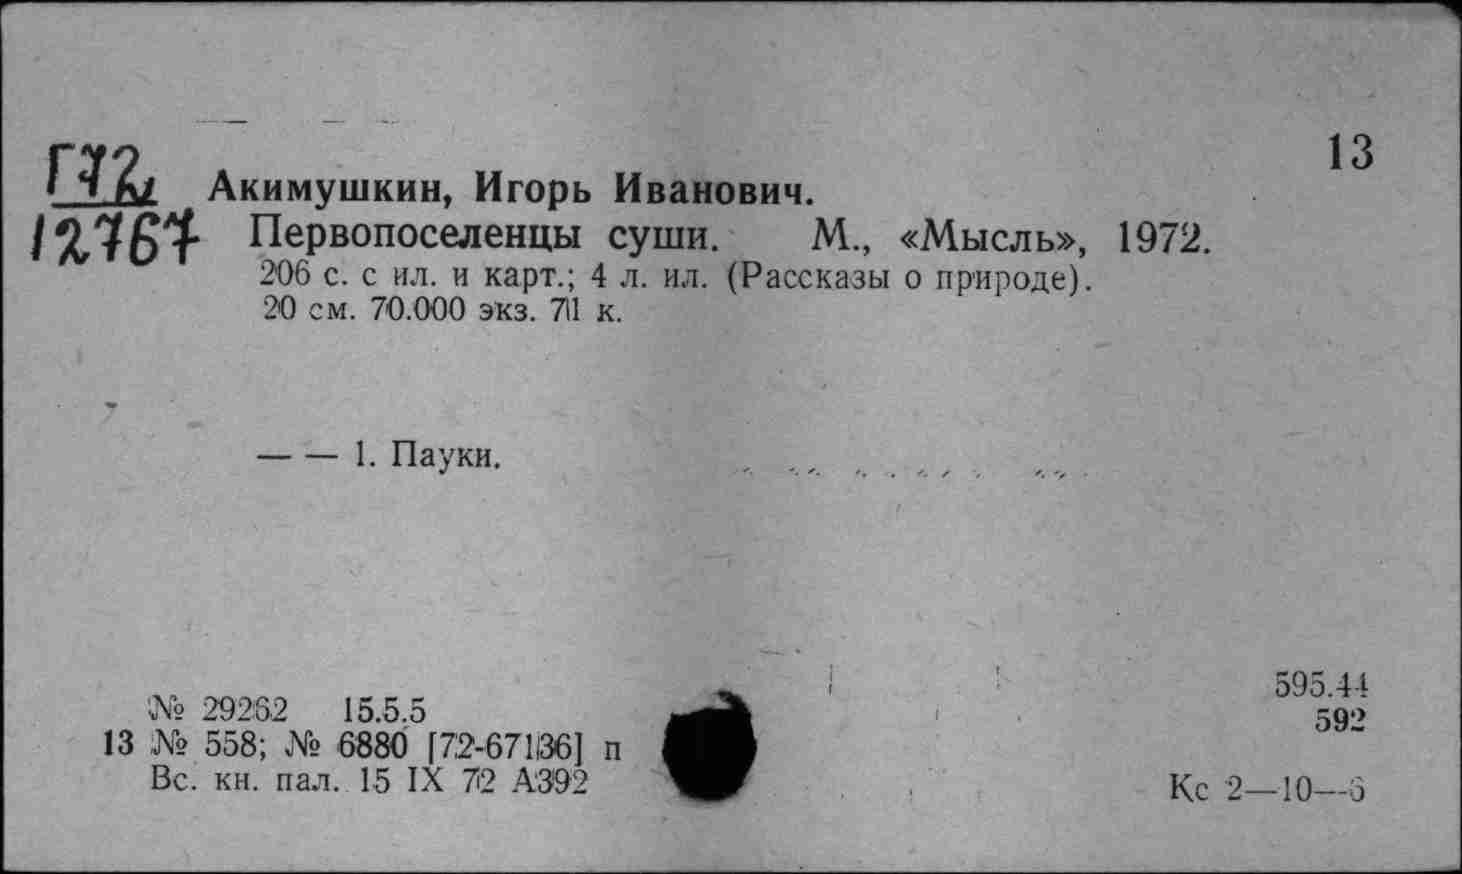 13
Г72
12767
Акимушкин, Игорь Иванович.
Первопоселенцы суши. М., «Мысль», 1972.
206 с. с ил. и карт.; 4 л. ил. (Рассказы о природе).
20 см. 70.000 экз. 71 к.
— — 1. Пауки.
№ 29262 15.5.5
13 № 558; № 6880 [72-67136] п
Вс. кн. пал. 15 IX 72 А392
595.44
592
Кс 2—10—6